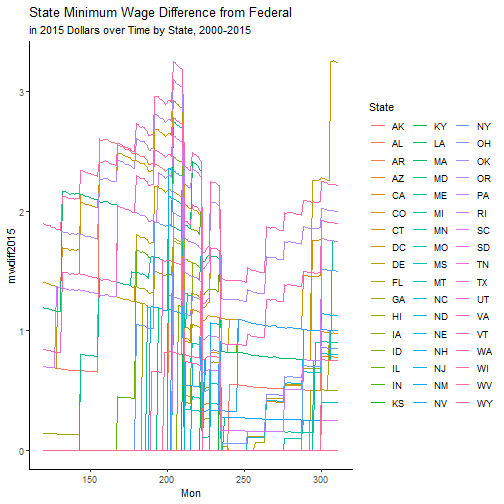 State Minimum Wage Difference from Federal
in 2015 Dollars over Time by State, 2000-2015
mwdiff2015
3
2
1
0
150
200
250
300
Mon
State
AK KY NY
AL LA OH
AR MA OK
AZ MD OR
CA ME PA
CO MI RI
CT MN SC
DC MO SD
DE MS TN
FL MT TX
GA NC UT
HI ND VA
IA NE VT
ID NH WA
IL NJ WI
IN NM WV
KS NV WY